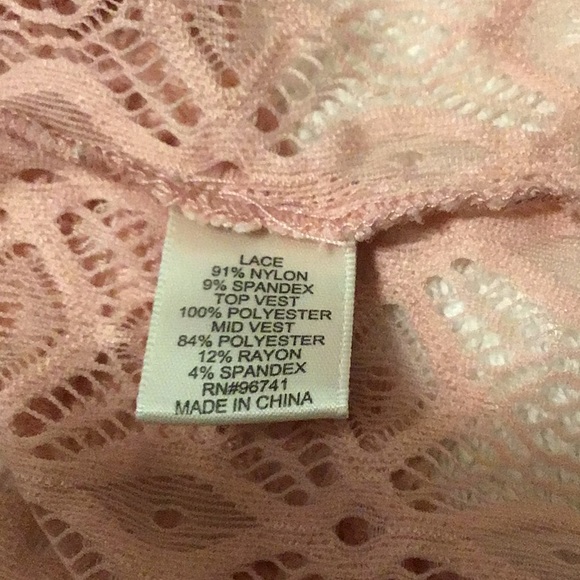 LACE
91% NYLON
9% SPANDEX
TOP VEST
100% POLYESTER
MID VEST
84% POLYESTER
12% RAYON
4% SPANDEX
RN#96741
MADE IN CHINA